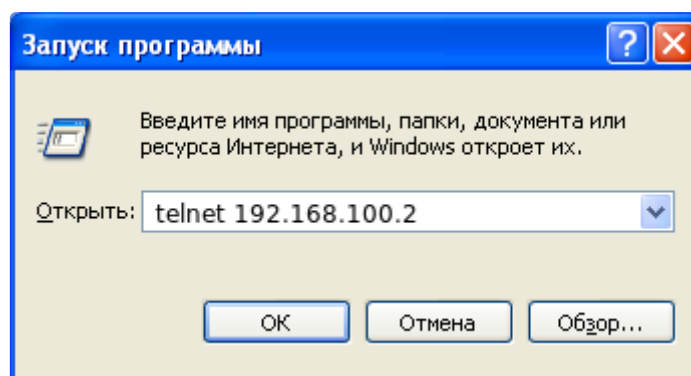 Запуск программы
Введите имя программы, папки, документа или
ресурса Интернета, и Windows откроет их.
Открыть: telnet 192.168.100.2
ОК Отмена Обзор...